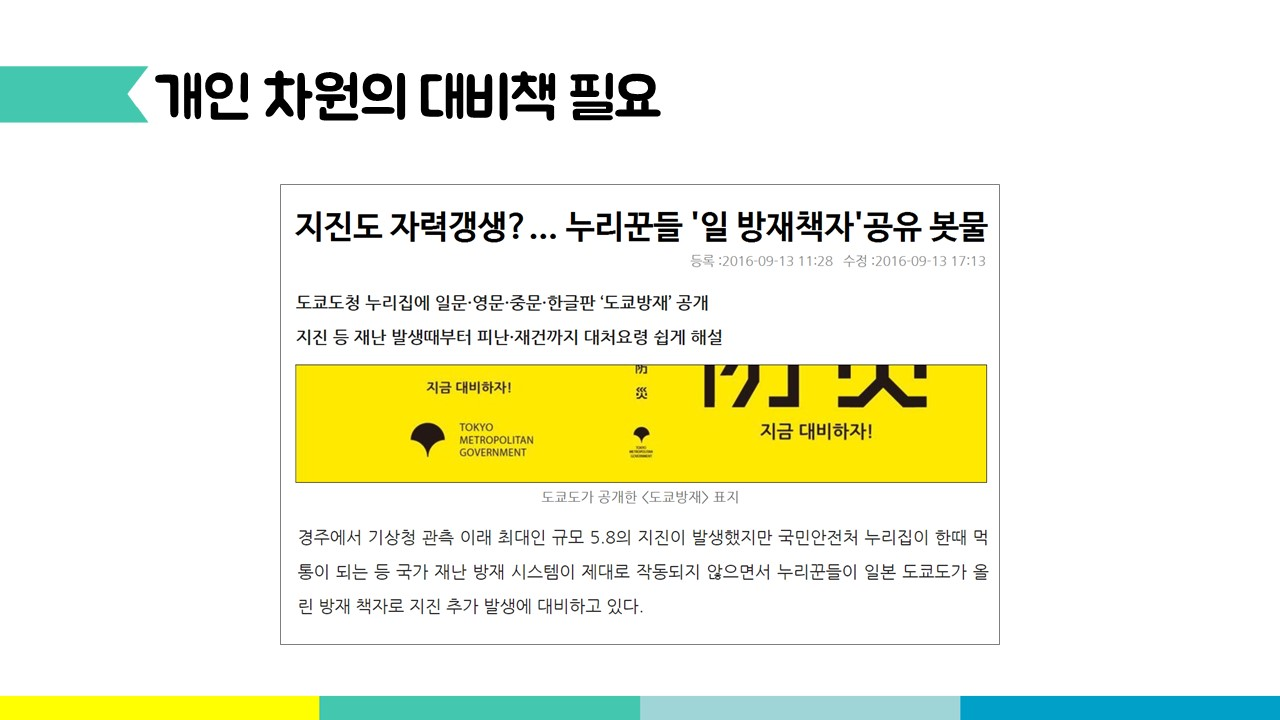 개인 차원의 대비책 필요
지진도 자력갱생?... 누리꾼들 '일 방재책자'공유 봇물
등록 :2016-09-13 11:28 수정 :2016-09-13 17:13
도쿄도청 누리집에 일문·영문·중문·한글판 ‘도쿄방재’ 공개
지진 등 재난 발생때부터 피난·재건까지 대처요령 쉽게 해설
지금 대비하자!
TOKYO
METROPOLITAN
GOVERNMENT
防
災
TOKYO
METROPOLITAN
GOVERNMENT
防災
지금 대비하자!
도쿄도가 공개한 <도쿄방재> 표지
경주에서 기상청 관측 이래 최대인 규모 5.8의 지진이 발생했지만 국민안전처 누리집이 한때 먹
통이 되는 등 국가 재난 방재 시스템이 제대로 작동되지 않으면서 누리꾼들이 일본 도쿄도가 올
린 방재 책자로 지진 추가 발생에 대비하고 있다.